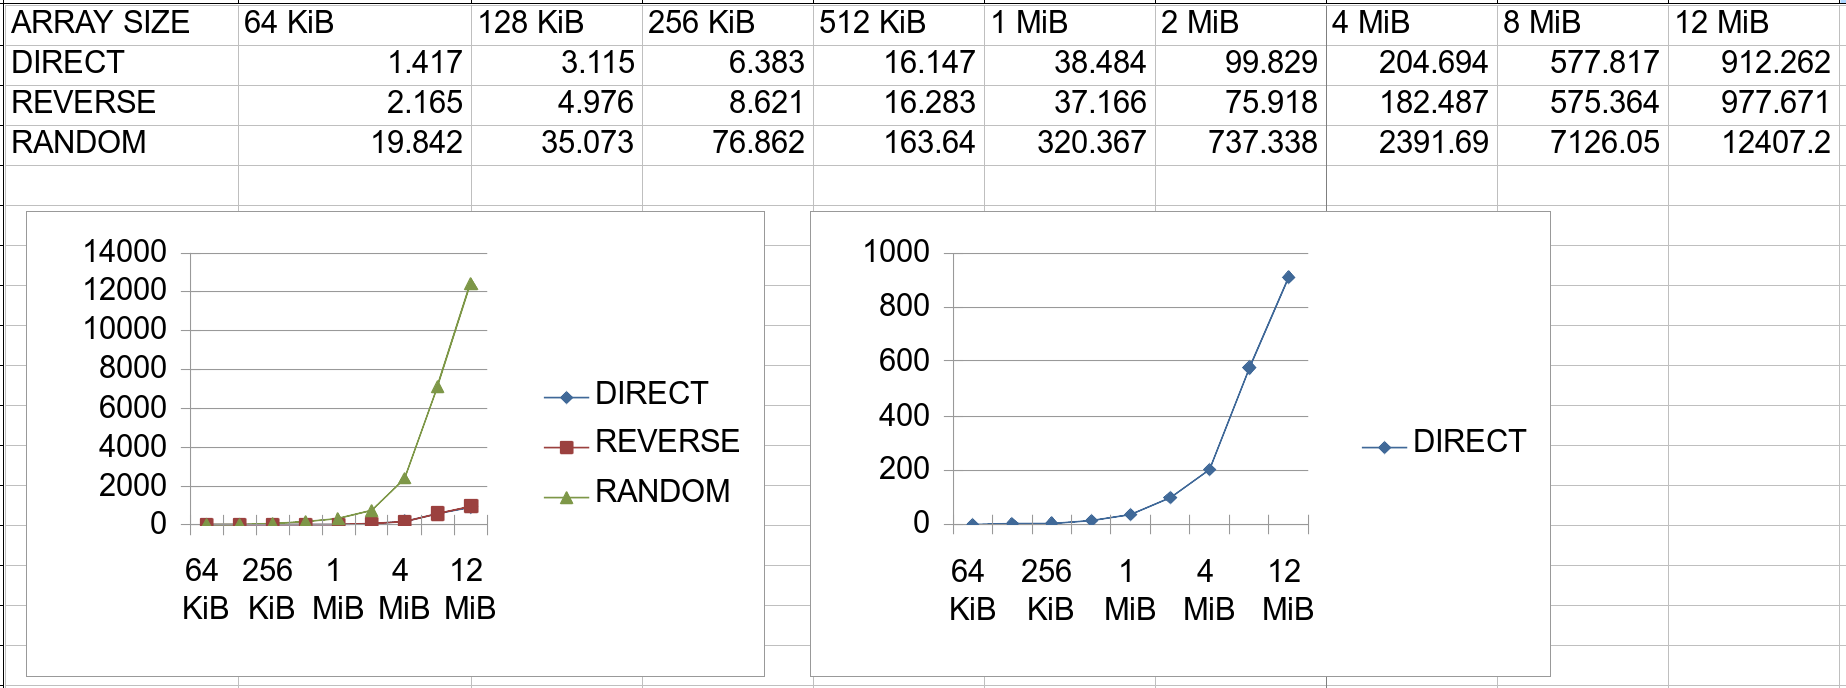 ARRAY SIZE 64 KiB 128 KiB 256 KiB 512 KiB 1 MiB 2 MiB 4 MiB 8 MiB 12 MiB
DIRECT 1.417 3.115 6.383 16.147 38.484 99.829 204.694 577.817 912.262
REVERSE 2.165 4.976 8.621 16.283 37.166 75.918 182.487 575.364 977.671
RANDOM 19.842 35.073 76.862 163.64 320.367 737.338 2391.69 7126.05 12407.2
14000
12000
10000
8000
6000
4000
2000
0
64 KiB 256 KiB 1 MiB 4 MiB 12 MiB
DIRECT
REVERSE
RANDOM
1000
800
600
400
200
0
64 KiB 256 KiB 1 MiB 4 MiB 12 MiB
DIRECT